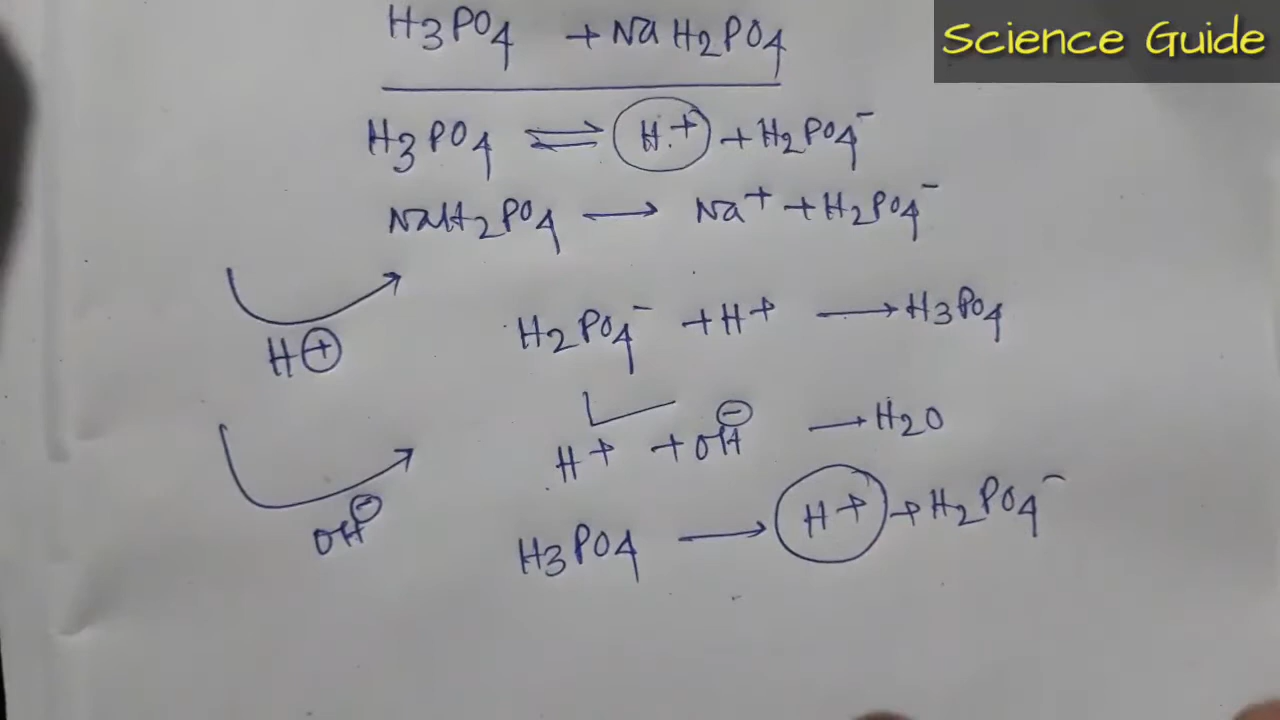 H3PO4 + NaH2PO4
Science Guide
H3PO4 ⇌ H+ + H2PO4-
NaH2PO4 → Na+ + H2PO4-
H2PO4- + H+ → H3PO4
H+
H+ + OH- → H2O
OH-
H3PO4 → H+ + H2PO4-